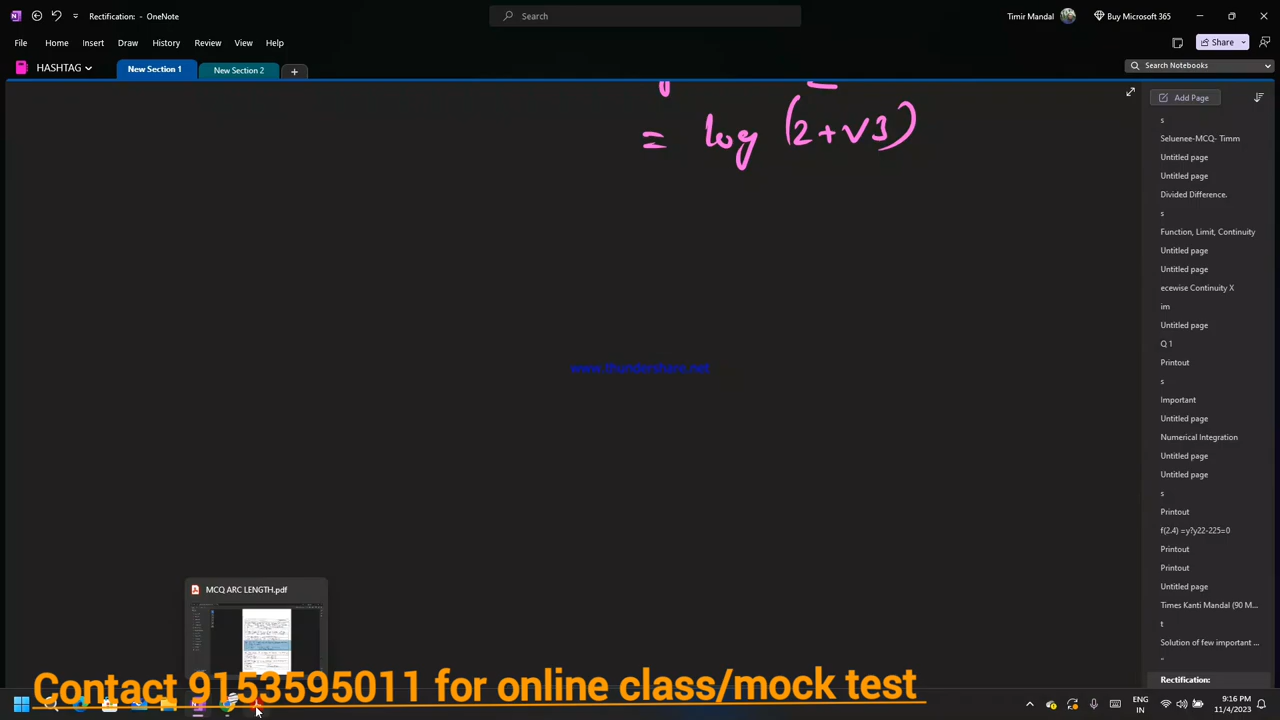 Rectification: - OneNote
Search
Timir Mandal
Buy Microsoft 365
File Home Insert Draw History Review View Help
Share
HASHTAG
New Section 1
New Section 2
+
Search Notebooks
Add Page
= log (2+√3)
s
Seluenee-MCQ- Timm
Untitled page
Untitled page
Divided Difference.
s
Function, Limit, Continuity
Untitled page
Untitled page
ecewise Continuity X
im
Untitled page
Q 1
Printout
s
Important
Untitled page
Numerical Integration
Untitled page
Untitled page
s
Printout
f(2.4) =y?y22-225=0
Printout
Printout
Untitled page
Times Kanti Mandal (90 M...
t
Solution of few important ...
"
Rectification:
www.thundershare.net
MCQ ARC LENGTH.pdf
Contact 9153595011 for online class/mock test
ENG
IN
9:16 PM
11/4/2023